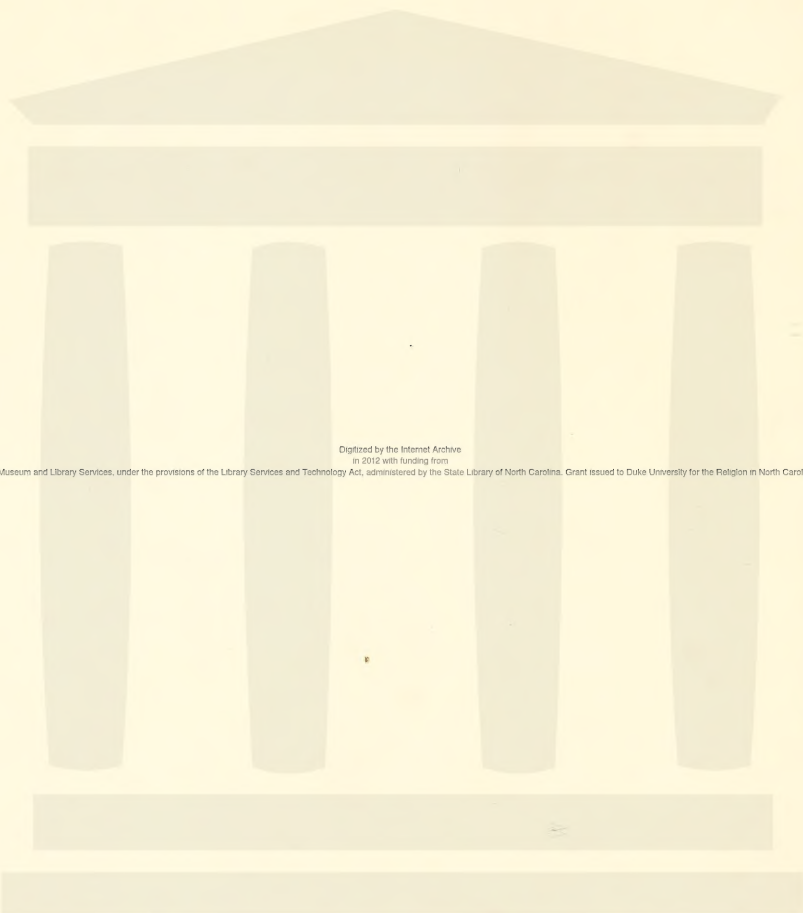 Digitized by the Internet Archive
in 2012 with funding from
Museum and Library Services, under the provisions of the Library Services and Technology Act, administered by the State Library of North Carolina. Grant issued to Duke University for the Religion in North